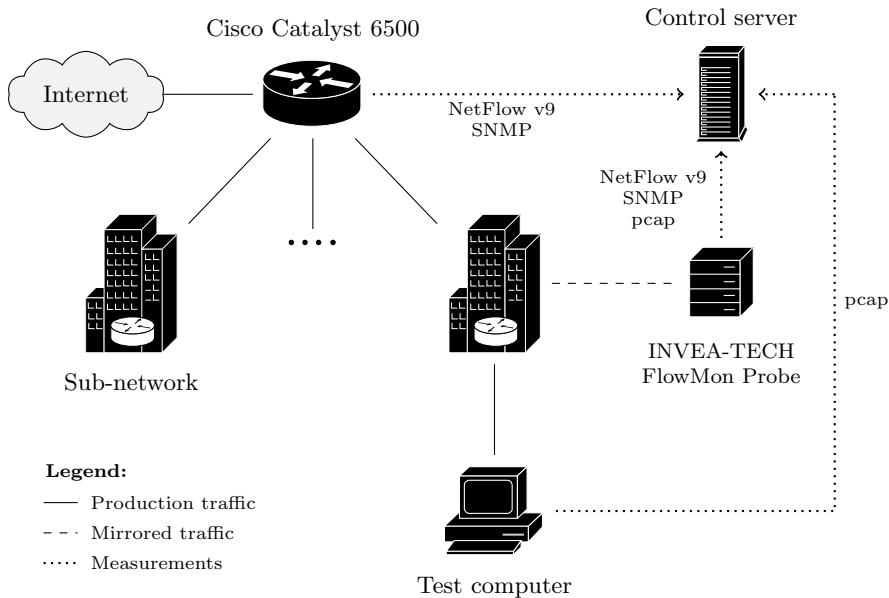 Control server
Cisco Catalyst 6500
Internet
NetFlow v9
SNMP
NetFlow v9
SNMP
pcap
pcap
INVEA-TECH
FlowMon Probe
Sub-network
Legend:
Production traffic
Mirrored traffic
Measurements
Test computer